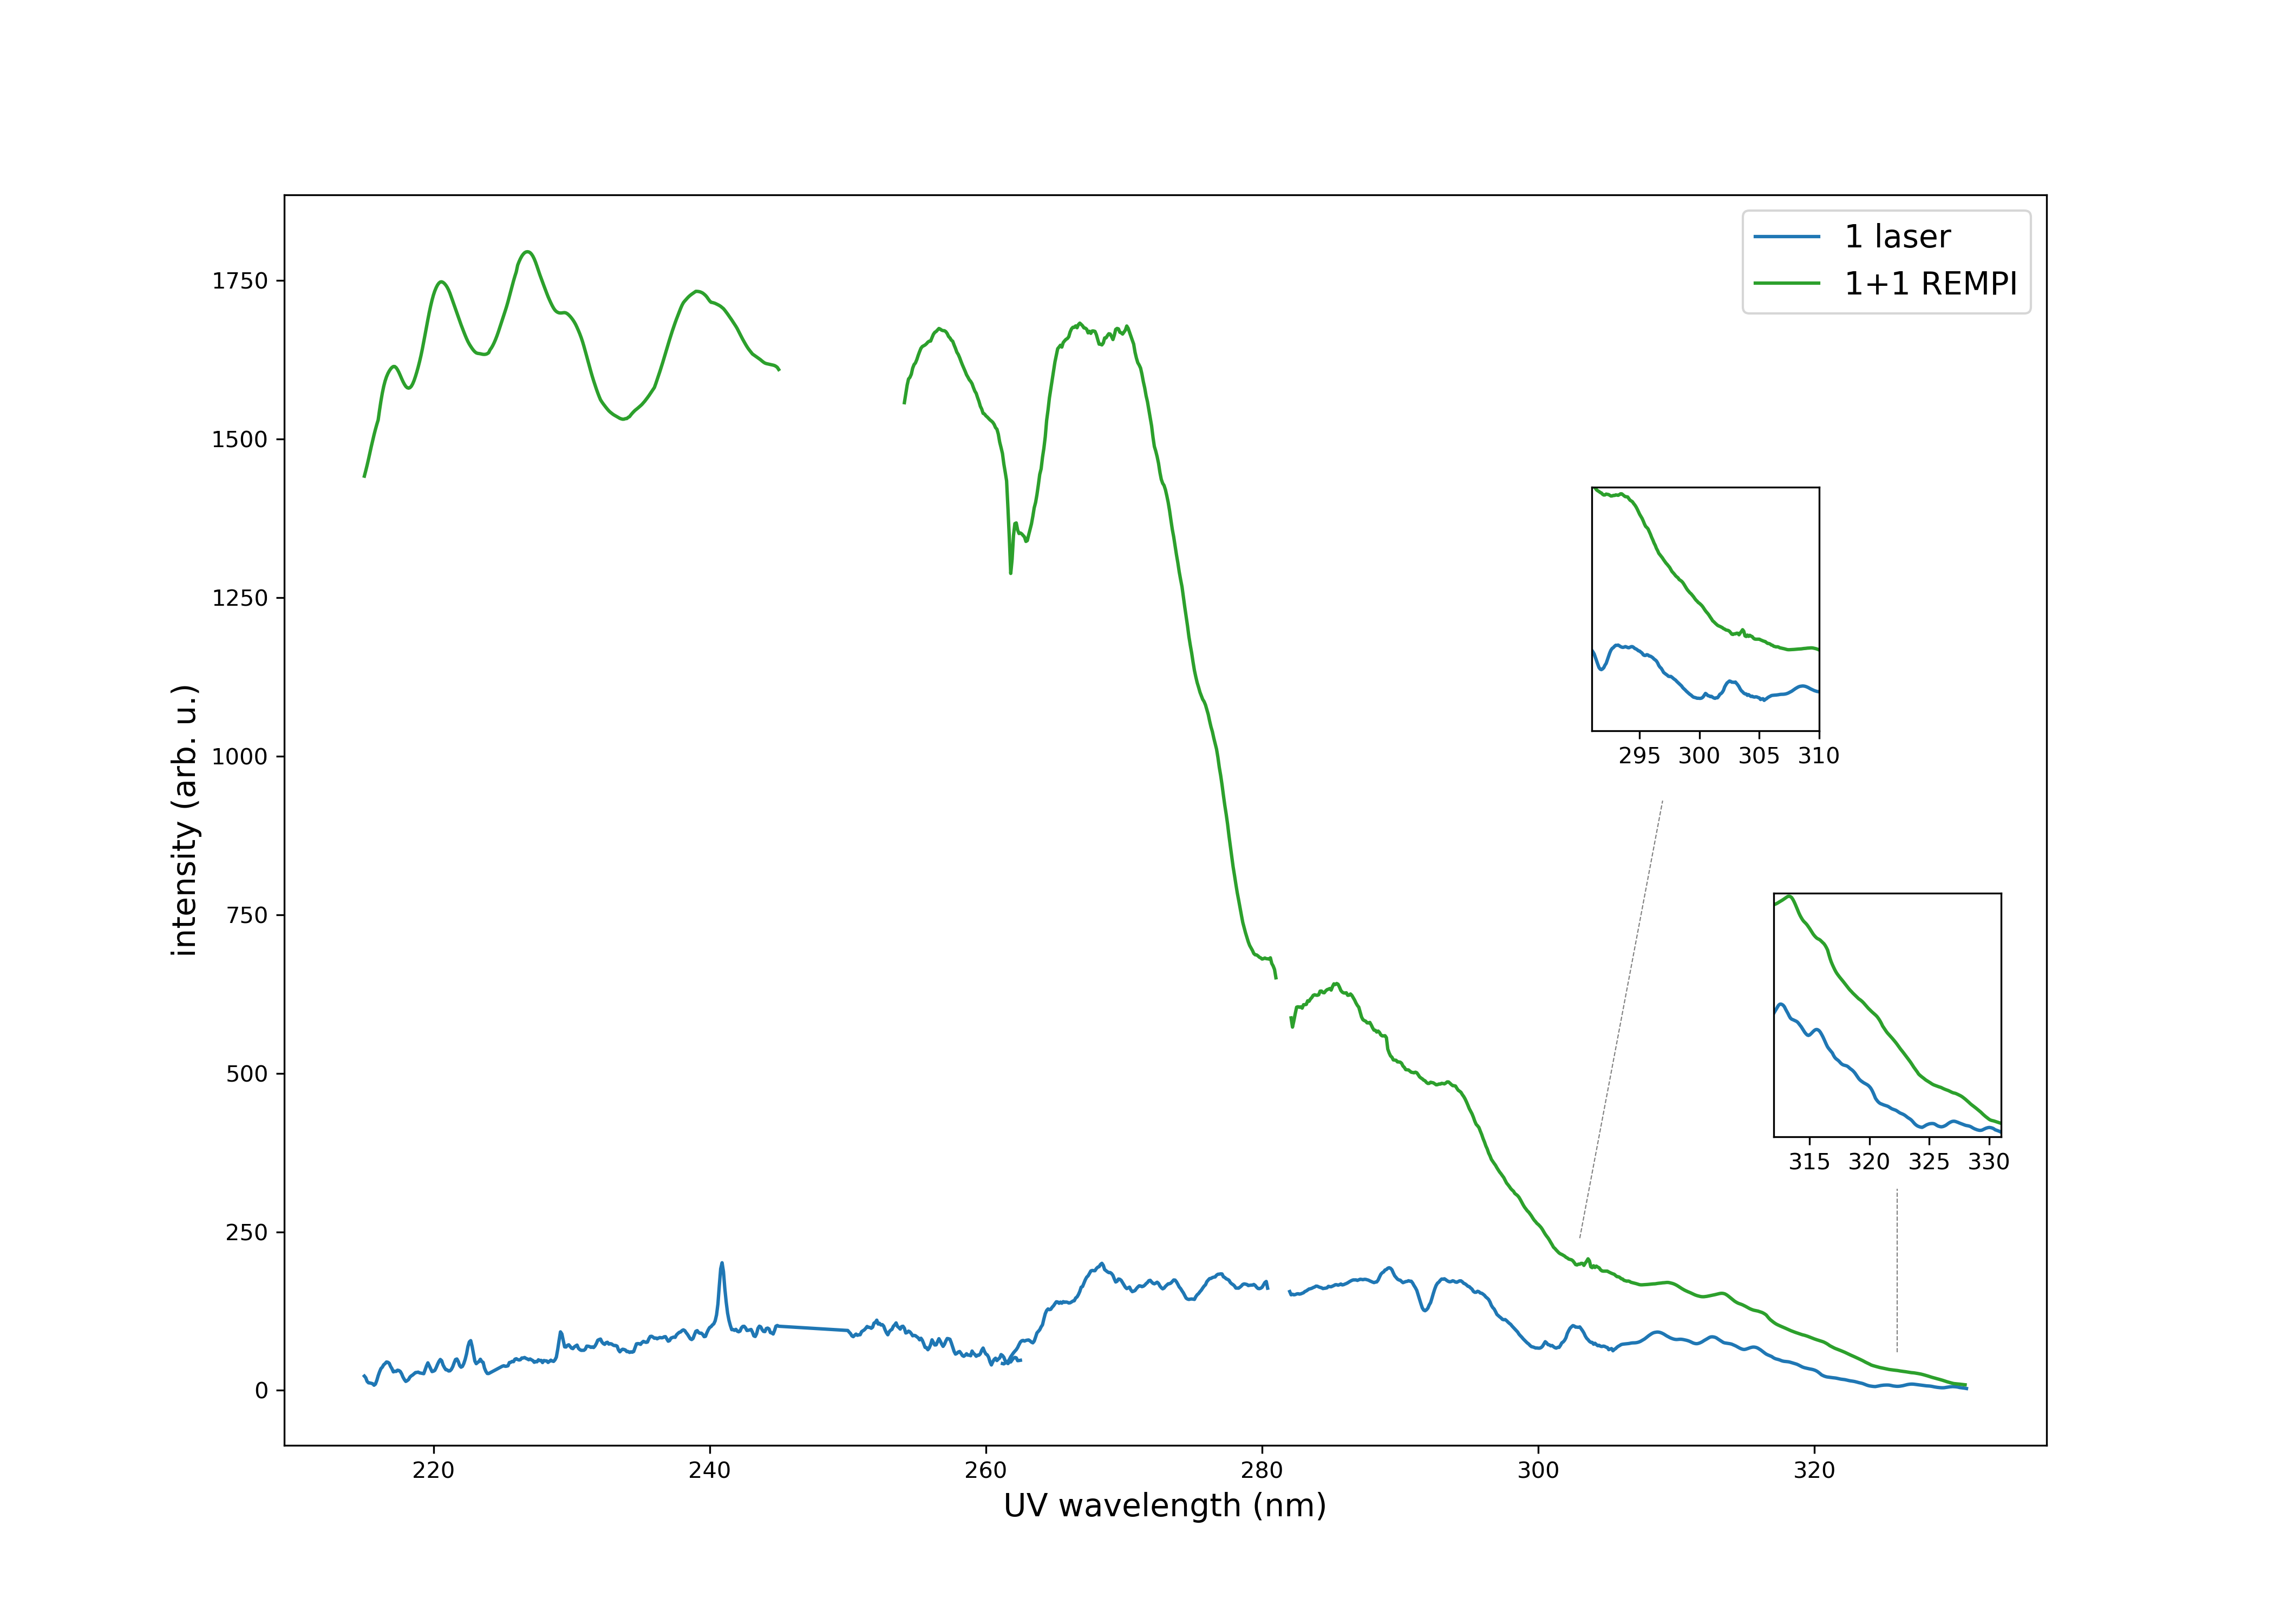 1 laser
1+1 REMPI
1750
1500
1250
1000
750
500
250
0
intensity (arb. u.)
295 300 305 310
315 320 325 330
220 240 260 280 300 320
UV wavelength (nm)